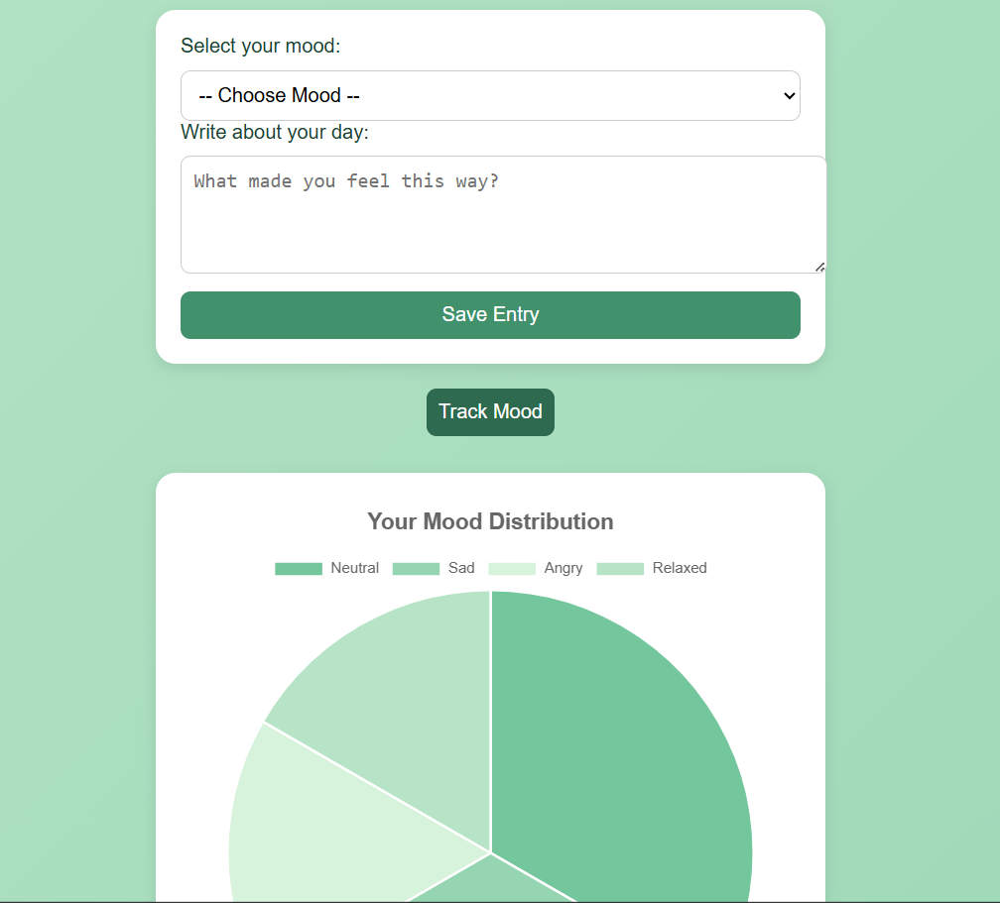 Select your mood:
-- Choose Mood --
Write about your day:
What made you feel this way?
Save Entry
Track Mood
Your Mood Distribution
Neutral Sad Angry Relaxed